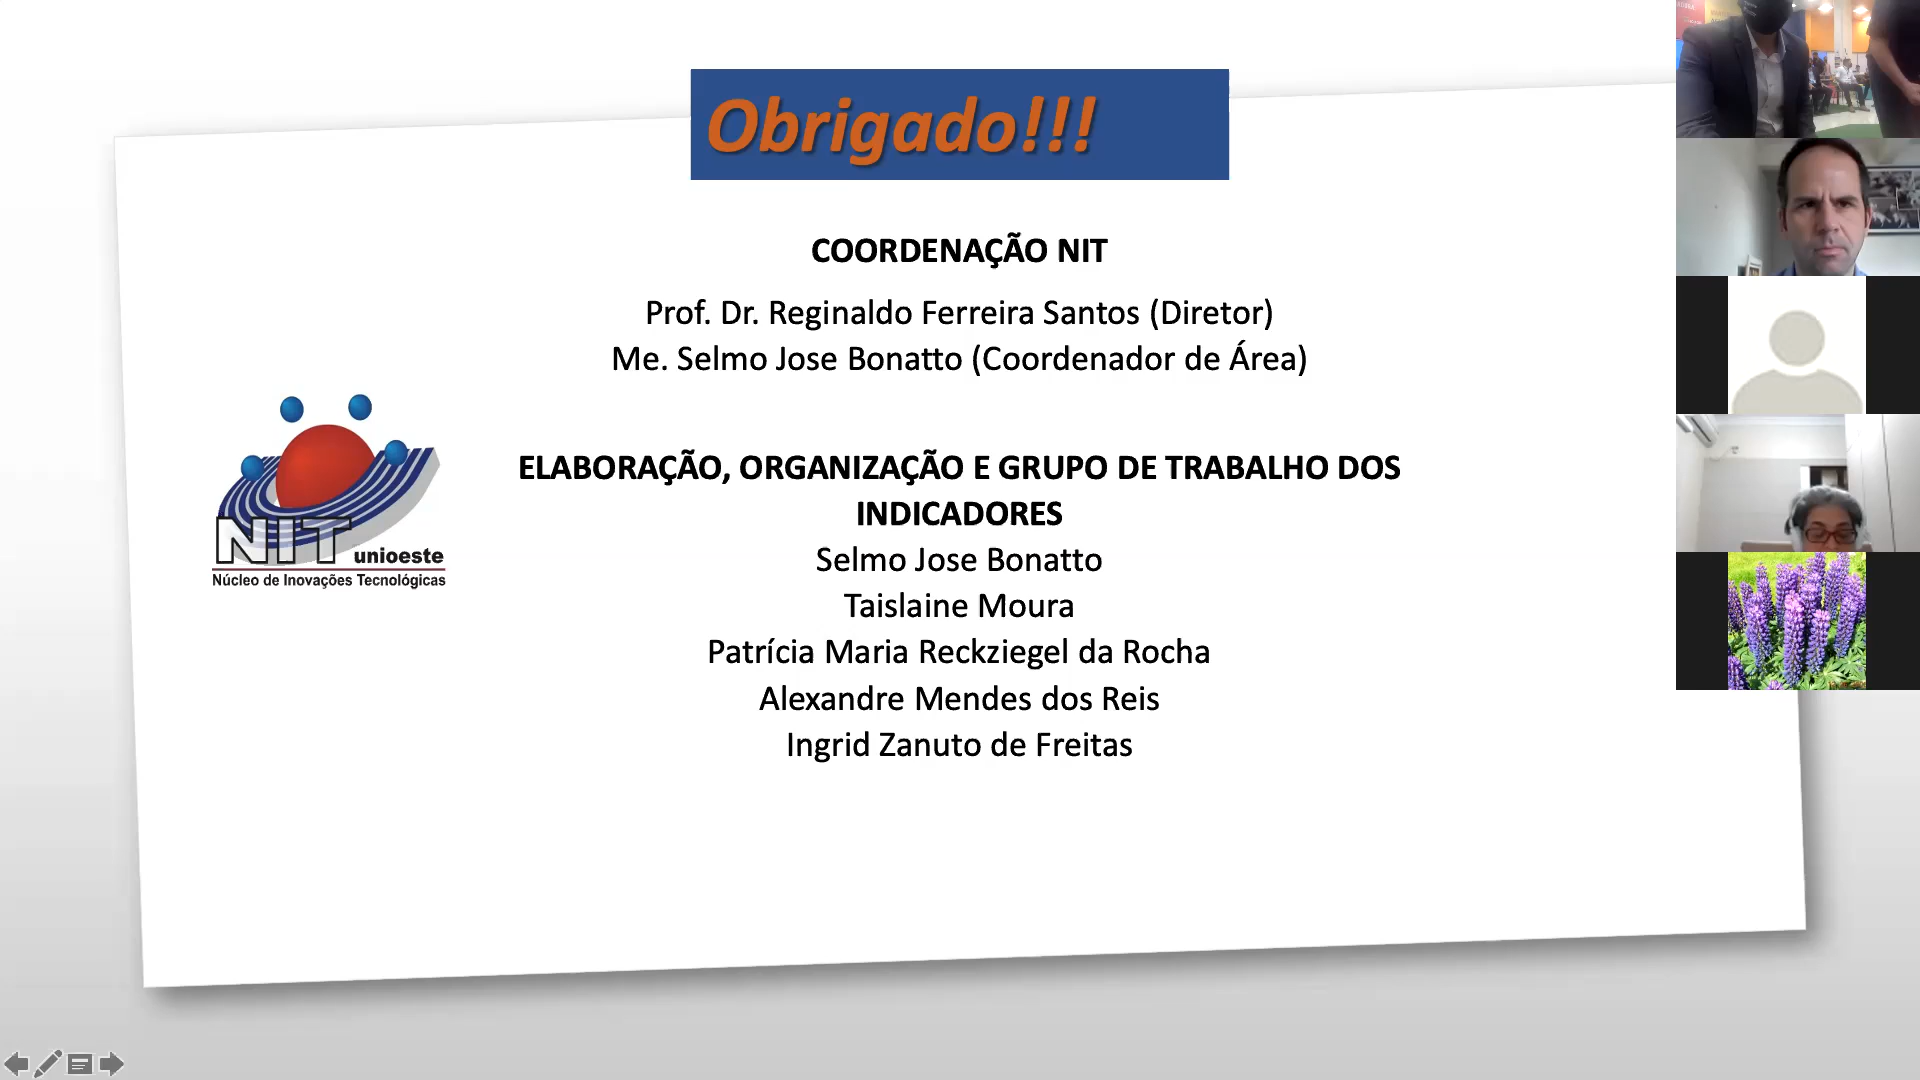 Obrigado!!!
COORDENAÇÃO NIT
Prof. Dr. Reginaldo Ferreira Santos (Diretor)
Me. Selmo Jose Bonatto (Coordenador de Área)
ELABORAÇÃO, ORGANIZAÇÃO E GRUPO DE TRABALHO DOS
INDICADORES
Selmo Jose Bonatto
Taislaine Moura
Patrícia Maria Reckziegel da Rocha
Alexandre Mendes dos Reis
Ingrid Zanuto de Freitas
NIT unioeste
Núcleo de Inovações Tecnológicas